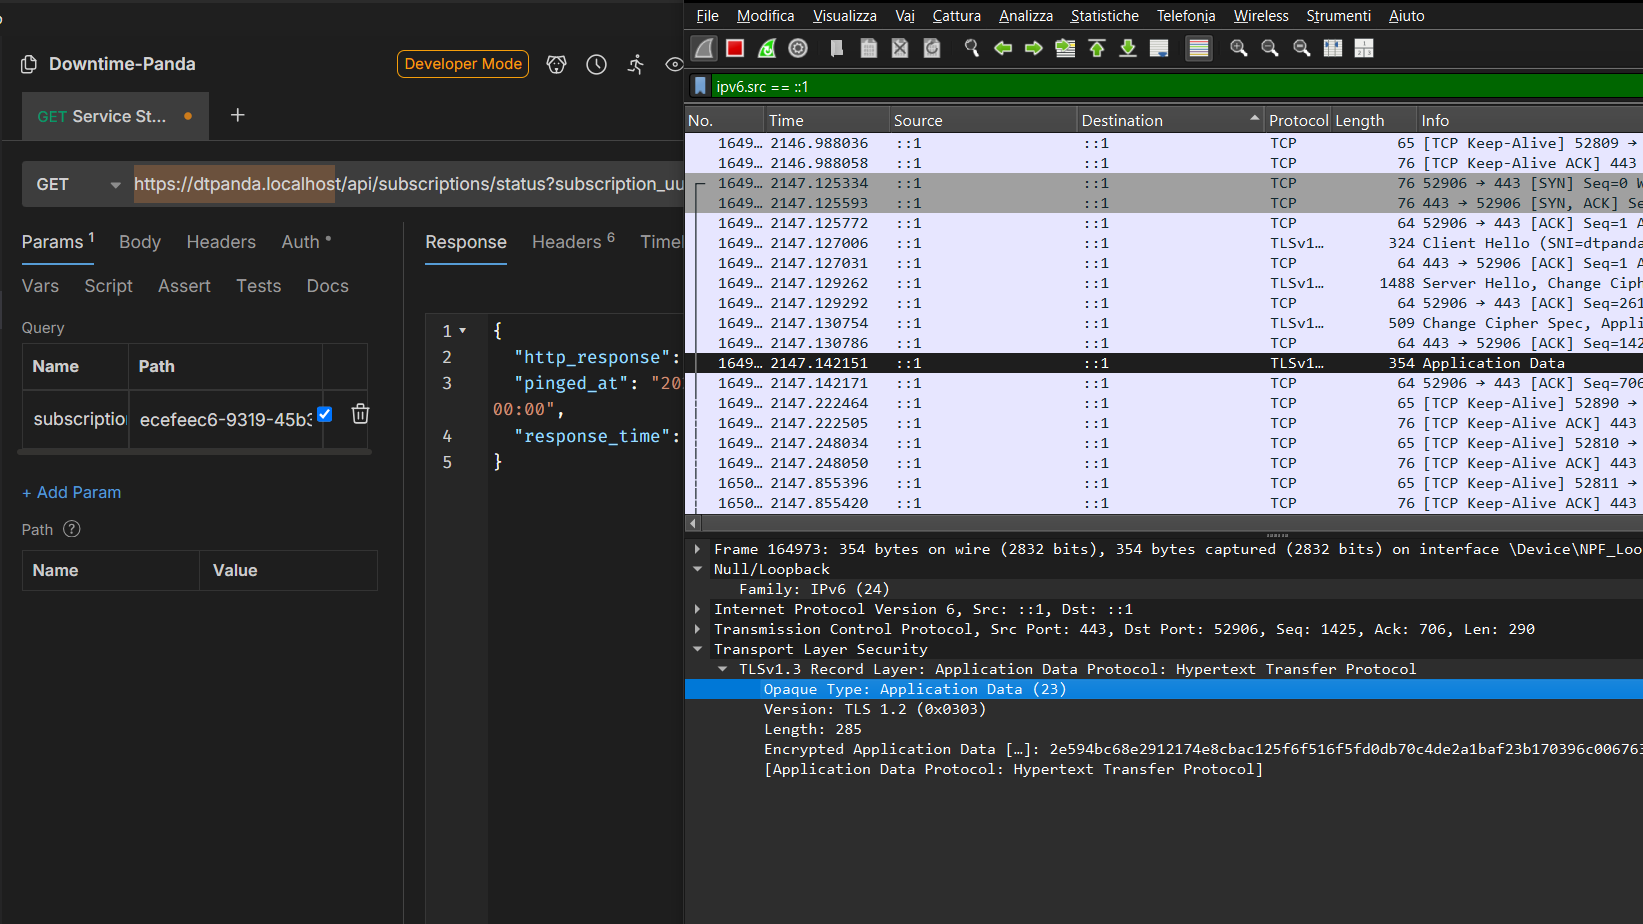 Downtime-Panda
Developer Mode
GET Service St...
+
GET
https://dtpanda.localhost/api/subscriptions/status?subscription_uu
Params 1
Body
Headers
Auth
Vars
Script
Assert
Tests
Docs
Query
Name
Path
subscription
ecefeec6-9319-45b3
+ Add Param
Path ?
Name
Value
Response
Headers 6
Timel
1 {
2 "http_response":
3 "pinged_at": "20
00:00",
4 "response_time":
5 }
File Modifica Visualizza Vai Cattura Analizza Statistiche Telefonia Wireless Strumenti Aiuto
ipv6.src == ::1
No. Time Source Destination Protocol Length Info
1649… 2146.988036 ::1 ::1 TCP 65 [TCP Keep-Alive] 52809 →
1649… 2146.988058 ::1 ::1 TCP 76 [TCP Keep-Alive ACK] 443
1649… 2147.125334 ::1 ::1 TCP 76 52906 → 443 [SYN] Seq=0 W
1649… 2147.125593 ::1 ::1 TCP 76 443 → 52906 [SYN, ACK] Se
1649… 2147.125772 ::1 ::1 TCP 64 52906 → 443 [ACK] Seq=1 A
1649… 2147.127006 ::1 ::1 TLSv1… 324 Client Hello (SNI=dtpanda
1649… 2147.127031 ::1 ::1 TCP 64 443 → 52906 [ACK] Seq=1 A
1649… 2147.129262 ::1 ::1 TLSv1… 1488 Server Hello, Change Ciph
1649… 2147.129292 ::1 ::1 TCP 64 52906 → 443 [ACK] Seq=261
1649… 2147.130754 ::1 ::1 TLSv1… 509 Change Cipher Spec, Appli
1649… 2147.130786 ::1 ::1 TCP 64 443 → 52906 [ACK] Seq=142
1649… 2147.142151 ::1 ::1 TLSv1… 354 Application Data
1649… 2147.142171 ::1 ::1 TCP 64 52906 → 443 [ACK] Seq=706
1649… 2147.222464 ::1 ::1 TCP 65 [TCP Keep-Alive] 52890 →
1649… 2147.222505 ::1 ::1 TCP 76 [TCP Keep-Alive ACK] 443
1649… 2147.248034 ::1 ::1 TCP 65 [TCP Keep-Alive] 52810 →
1649… 2147.248050 ::1 ::1 TCP 76 [TCP Keep-Alive ACK] 443
1650… 2147.855396 ::1 ::1 TCP 65 [TCP Keep-Alive] 52811 →
1650… 2147.855420 ::1 ::1 TCP 76 [TCP Keep-Alive ACK] 443
Frame 164973: 354 bytes on wire (2832 bits), 354 bytes captured (2832 bits) on interface \Device\NPF_Loo
Null/Loopback
Family: IPv6 (24)
Internet Protocol Version 6, Src: ::1, Dst: ::1
Transmission Control Protocol, Src Port: 443, Dst Port: 52906, Seq: 1425, Ack: 706, Len: 290
Transport Layer Security
TLSv1.3 Record Layer: Application Data Protocol: Hypertext Transfer Protocol
Opaque Type: Application Data (23)
Version: TLS 1.2 (0x0303)
Length: 285
Encrypted Application Data […]: 2e594bc68e2912174e8cbac125f6f516f5fd0db70c4de2a1baf23b170396c006763
[Application Data Protocol: Hypertext Transfer Protocol]